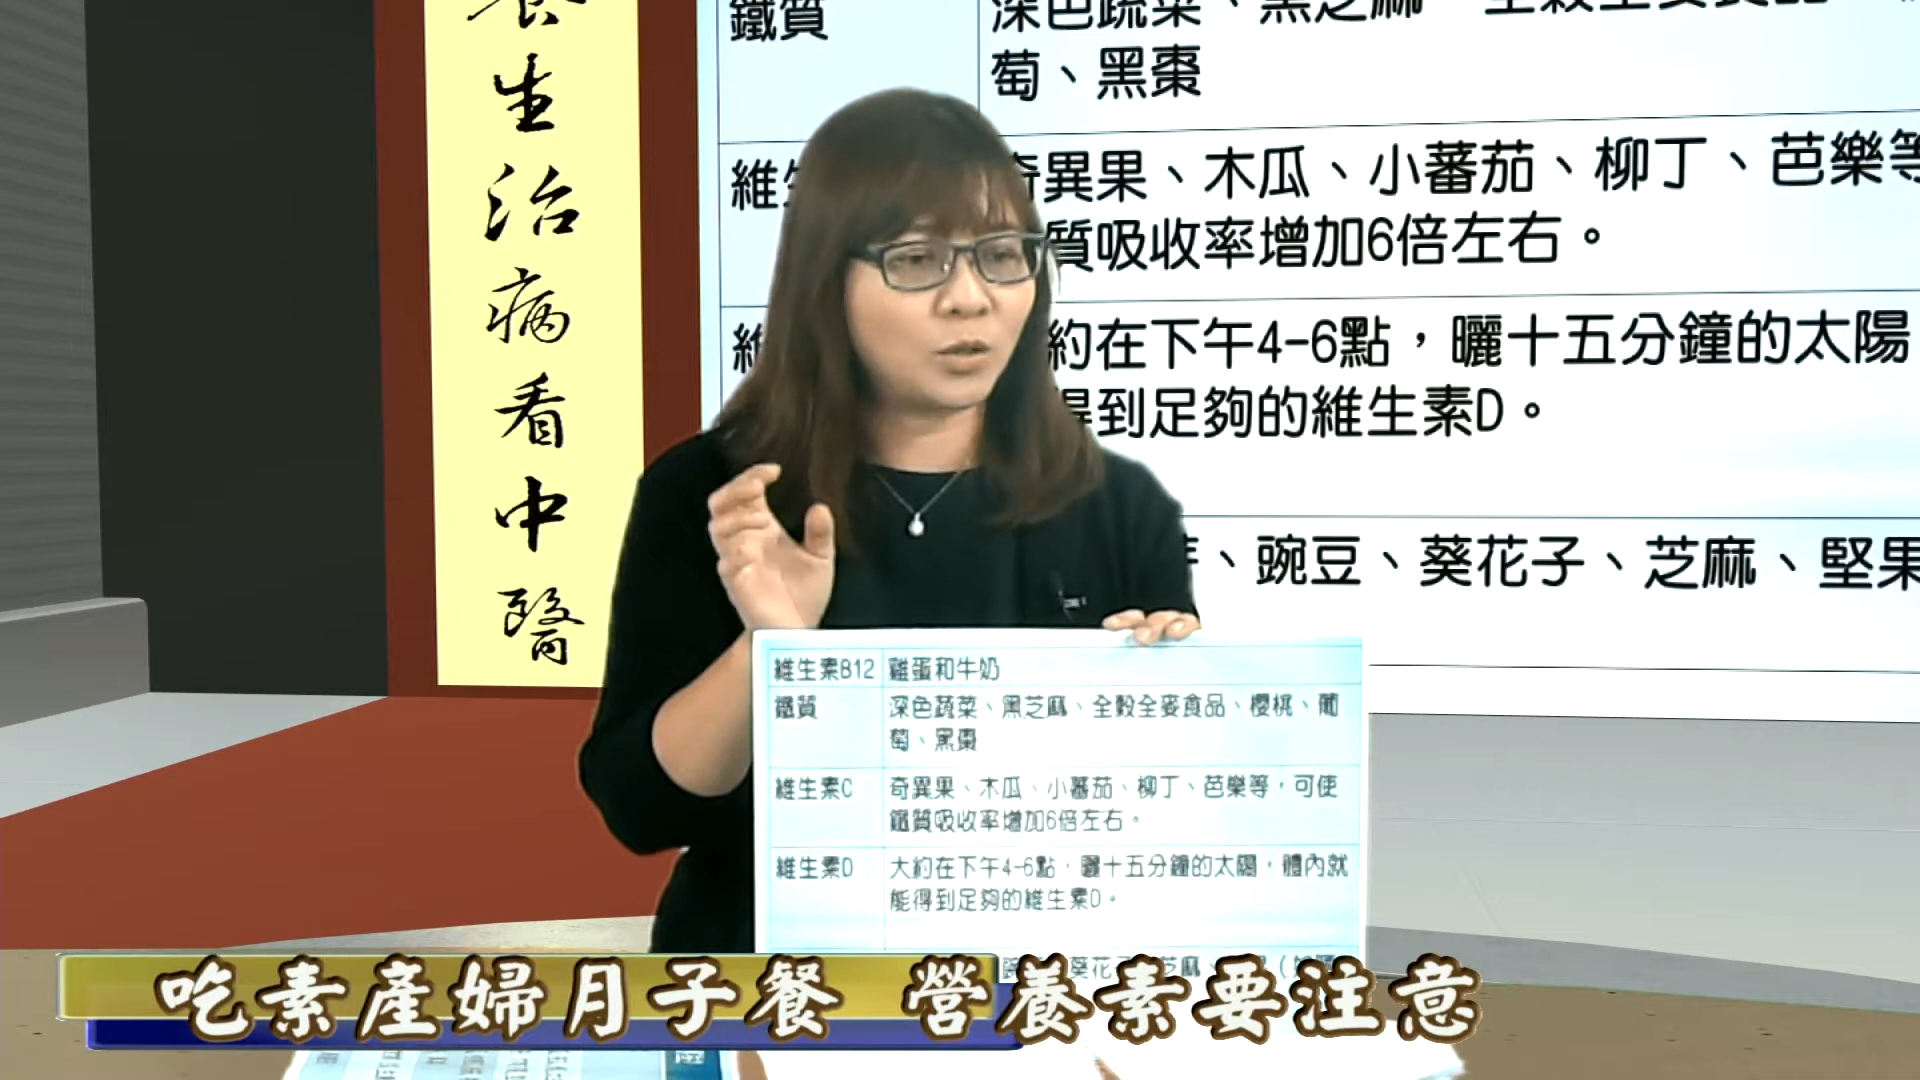 養生治病看中醫
鐵質
深色蔬菜、黑芝麻、全穀全麥食品、
萄、黑棗
維生
奇異果、木瓜、小蕃茄、柳丁、芭樂等
質吸收率增加6倍左右。
維
約在下午4-6點，曬十五分鐘的太陽
得到足夠的維生素D。
、豌豆、葵花子、芝麻、堅果
維生素B12 雞蛋和牛奶
鐵質 深色蔬菜、黑芝麻、全穀全麥食品、櫻桃、葡
萄、黑棗
維生素C 奇異果、木瓜、小蕃茄、柳丁、芭樂等，可使
鐵質吸收率增加6倍左右。
維生素D 大約在下午4-6點，曬十五分鐘的太陽，體內就
能得到足夠的維生素D。
吃素產婦月子餐 營養素要注意